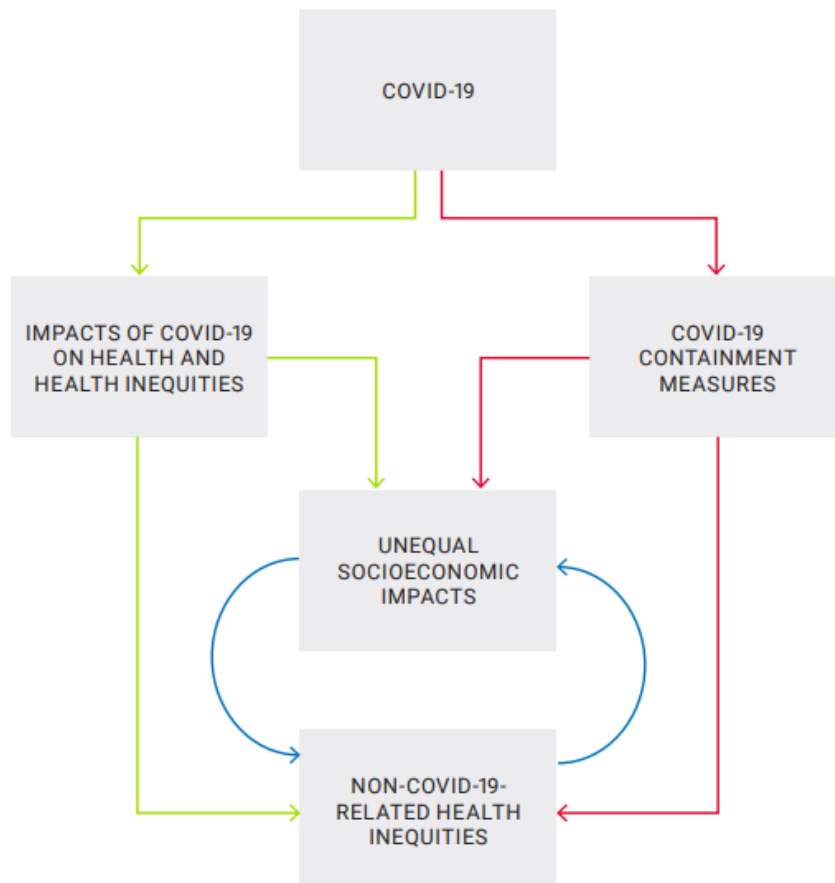 COVID-19
IMPACTS OF COVID-19
ON HEALTH AND
HEALTH INEQUITIES
COVID-19
CONTAINMENT
MEASURES
UNEQUAL
SOCIOECONOMIC
IMPACTS
NON-COVID-19-
RELATED HEALTH
INEQUITIES